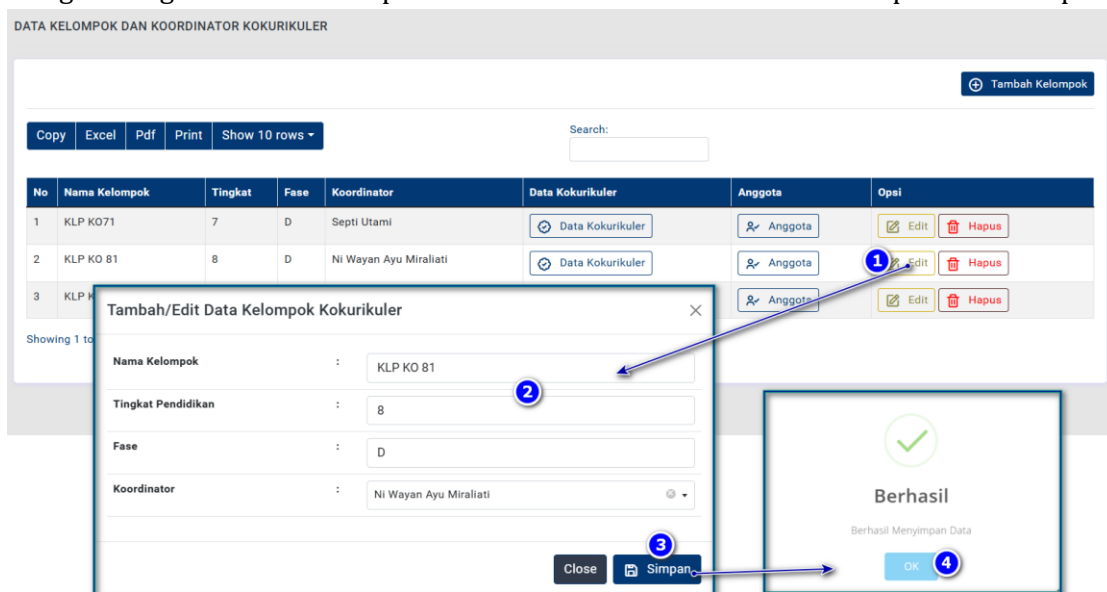 DATA KELOMPOK DAN KOORDINATOR KOKURIKULER
Tambah Kelompok
Copy Excel Pdf Print Show 10 rows
Search:
No Nama Kelompok Tingkat Fase Koordinator Data Kokurikuler Anggota Opsi
1 KLP KO71 7 D Septi Utami Data Kokurikuler Anggota Edit Hapus
2 KLP KO 81 8 D Ni Wayan Ayu Miraliati Data Kokurikuler Anggota 1 Edit Hapus
3 KLP Anggota Edit Hapus
Showing 1 to
Tambah/Edit Data Kelompok Kokurikuler
Nama Kelompok : KLP KO 81
2
Tingkat Pendidikan : 8
Fase : D
Koordinator : Ni Wayan Ayu Miraliati
3
Close Simpan
Berhasil
Berhasil Menyimpan Data
OK 4